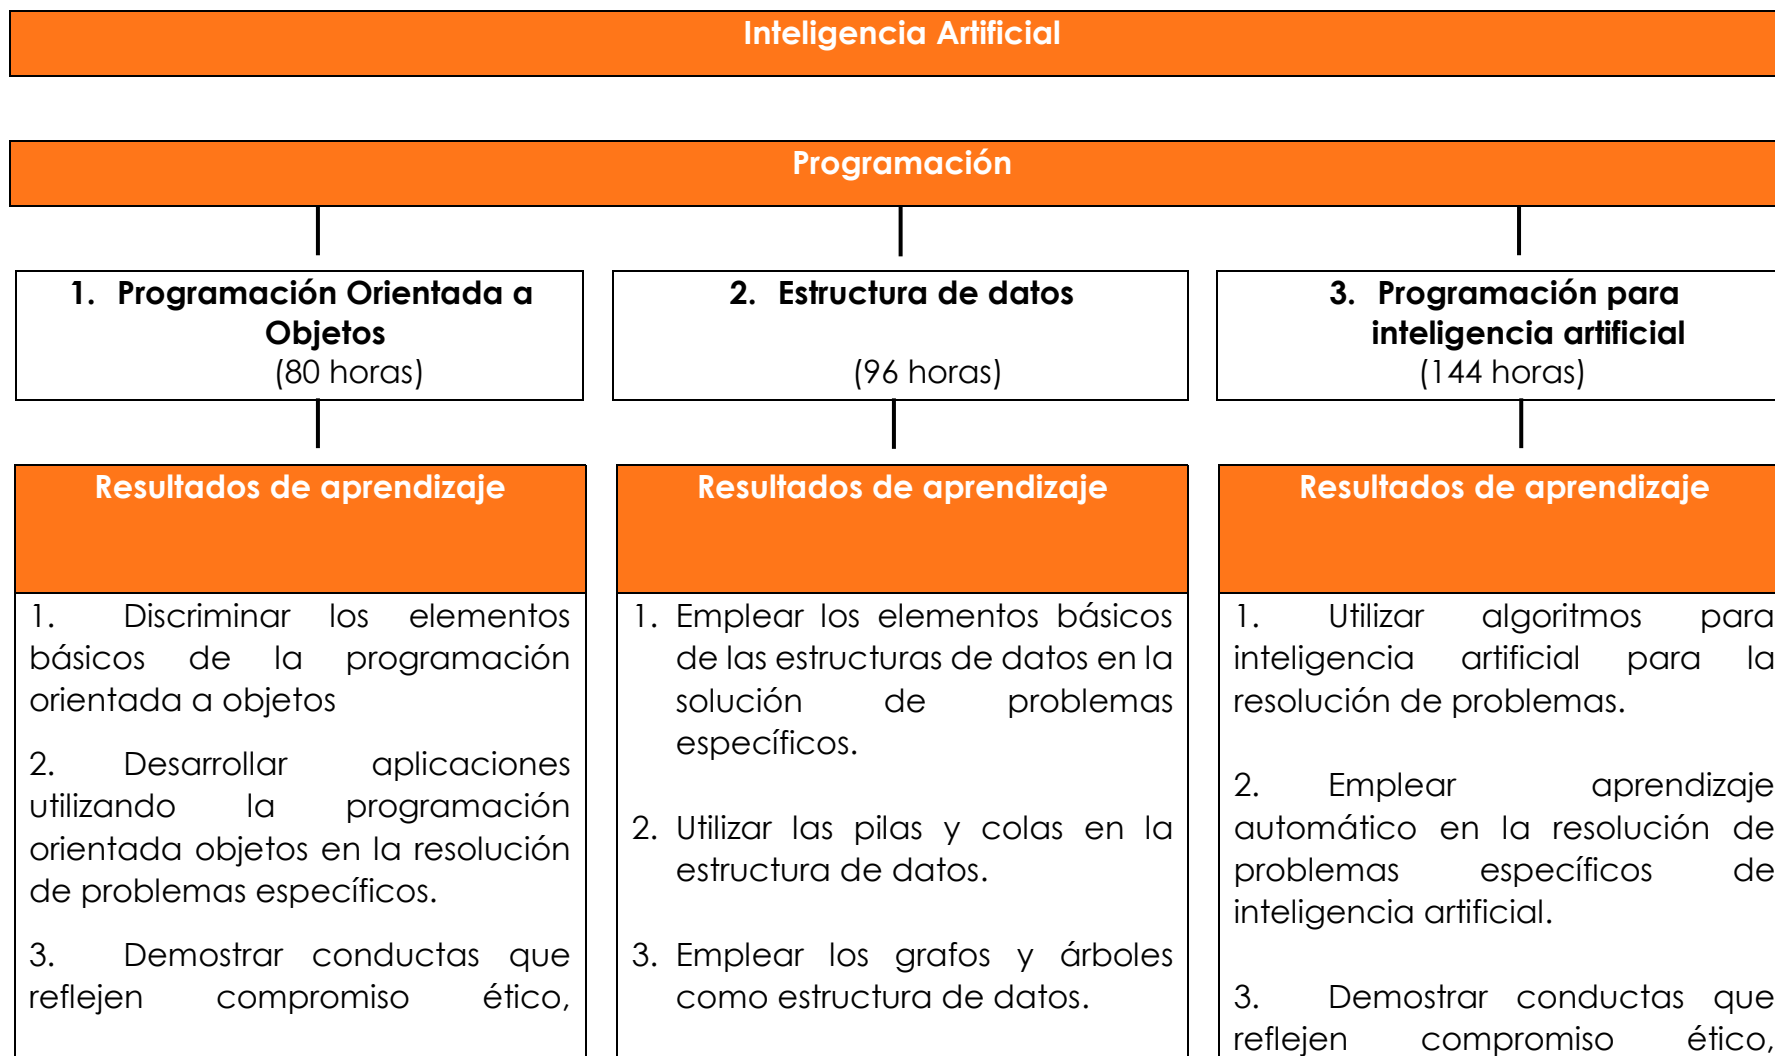 Inteligencia Artificial
Programación
1. Programación Orientada a
Objetos
(80 horas)
2. Estructura de datos
(96 horas)
3. Programación para
inteligencia artificial
(144 horas)
Resultados de aprendizaje
1. Discriminar los elementos
básicos de la programación
orientada a objetos
2. Desarrollar aplicaciones
utilizando la programación
orientada objetos en la resolución
de problemas específicos.
3. Demostrar conductas que
reflejen compromiso ético,
Resultados de aprendizaje
1. Emplear los elementos básicos
de las estructuras de datos en la
solución de problemas
específicos.
2. Utilizar las pilas y colas en la
estructura de datos.
3. Emplear los grafos y árboles
como estructura de datos.
Resultados de aprendizaje
1. Utilizar algoritmos para
inteligencia artificial para la
resolución de problemas.
2. Emplear aprendizaje
automático en la resolución de
problemas específicos de
inteligencia artificial.
3. Demostrar conductas que
reflejen compromiso ético,